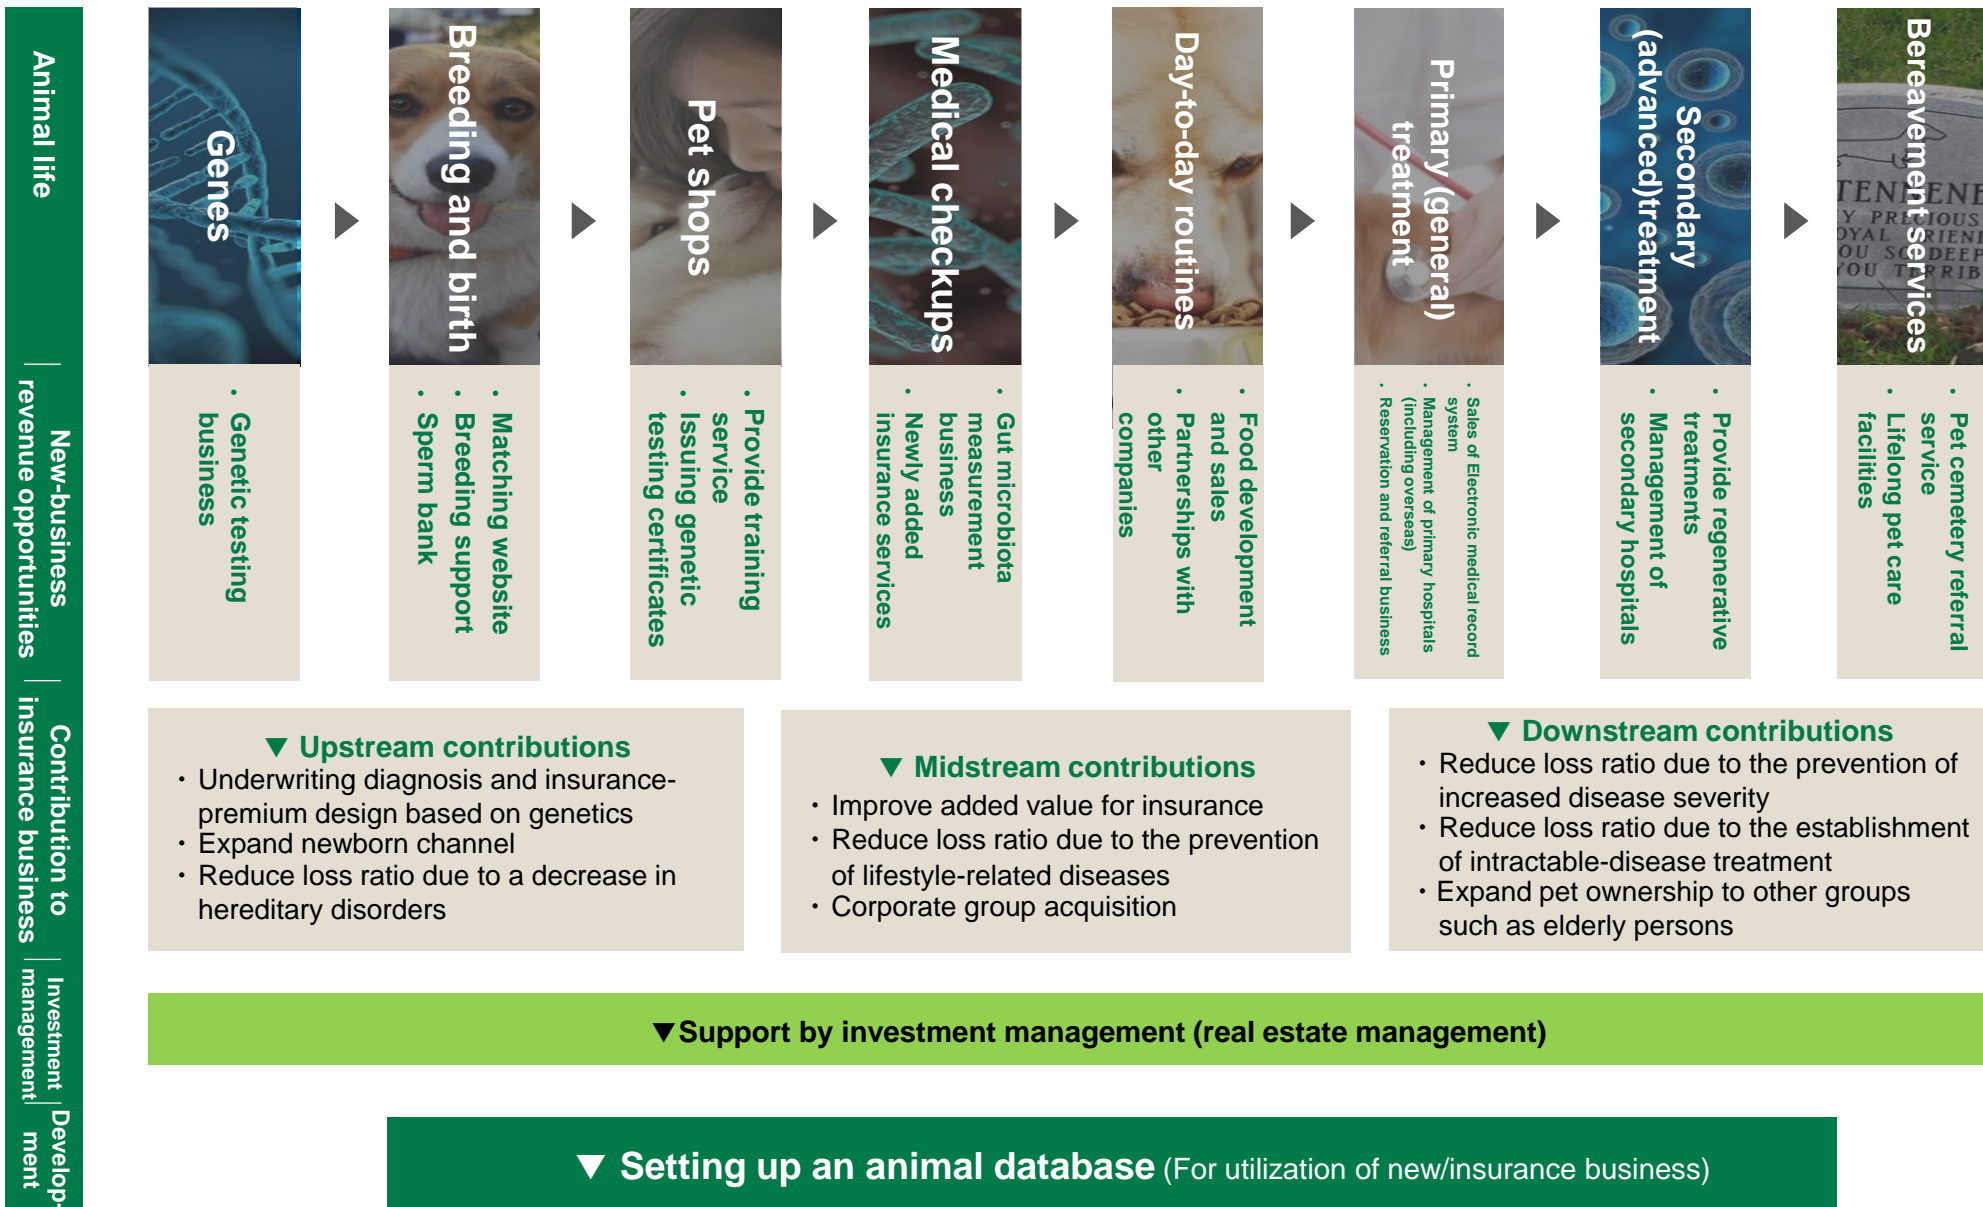 Animal life
Genes
Breeding and birth
Pet shops
Medical checkups
Day-to-day routines
Primary (general)
treatment
Secondary
(advanced)treatment
Bereavement services
New-business
revenue opportunities
・Genetic testing
business
・Matching website
・Breeding support
・Sperm bank
・Provide training
service
・Issuing genetic
testing certificates
・Gut microbiota
measurement
business
・Newly added
insurance services
・Food development
and sales
・Partnerships with
other
companies
・Sales of Electronic medical record
system
・Management of primary hospitals
(including overseas)
・Reservation and referral business
・Provide regenerative
treatments
・Management of
secondary hospitals
・Pet cemetery referral
service
・Lifelong pet care
facilities
Contribution to
insurance business
▼ Upstream contributions
・Underwriting diagnosis and insurance-
premium design based on genetics
・Expand newborn channel
・Reduce loss ratio due to a decrease in
hereditary disorders
▼ Midstream contributions
・Improve added value for insurance
・Reduce loss ratio due to the prevention
of lifestyle-related diseases
・Corporate group acquisition
▼ Downstream contributions
・Reduce loss ratio due to the prevention of
increased disease severity
・Reduce loss ratio due to the establishment
of intractable-disease treatment
・Expand pet ownership to other groups
such as elderly persons
Investment
management
▼Support by investment management (real estate management)
Develop-
ment
▼ Setting up an animal database (For utilization of new/insurance business)